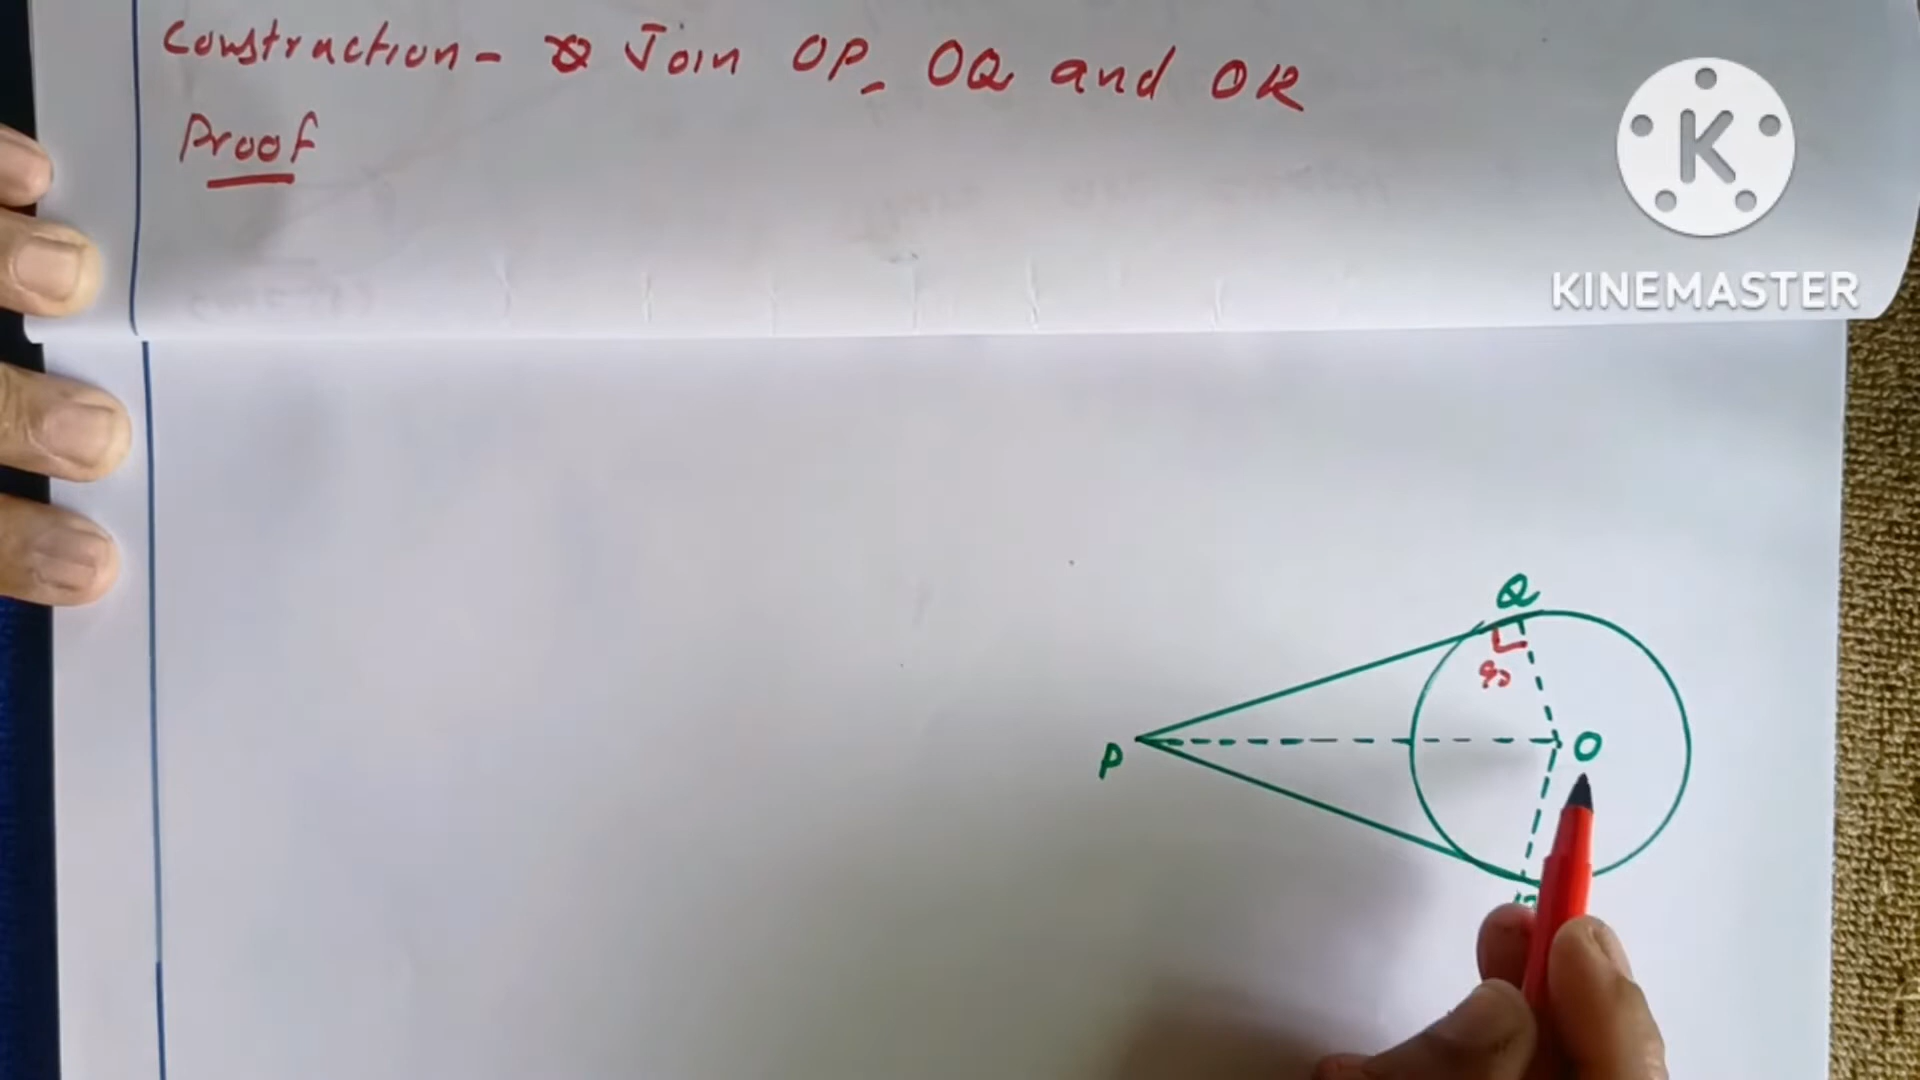 Construction - Join OP, OQ and OR
Proof
K
KINEMASTER
Q
90
P
O